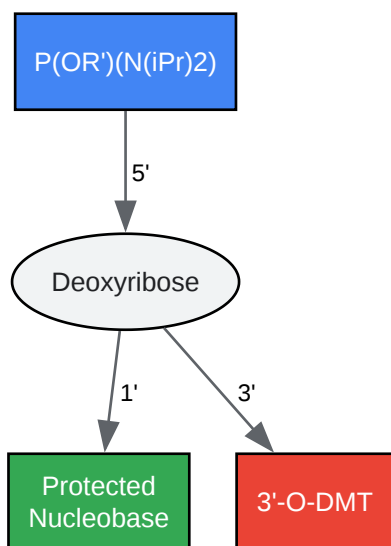 P(OR')(N(iPr)2)
5'
Deoxyribose
1'
3'
Protected
Nucleobase
3'-O-DMT